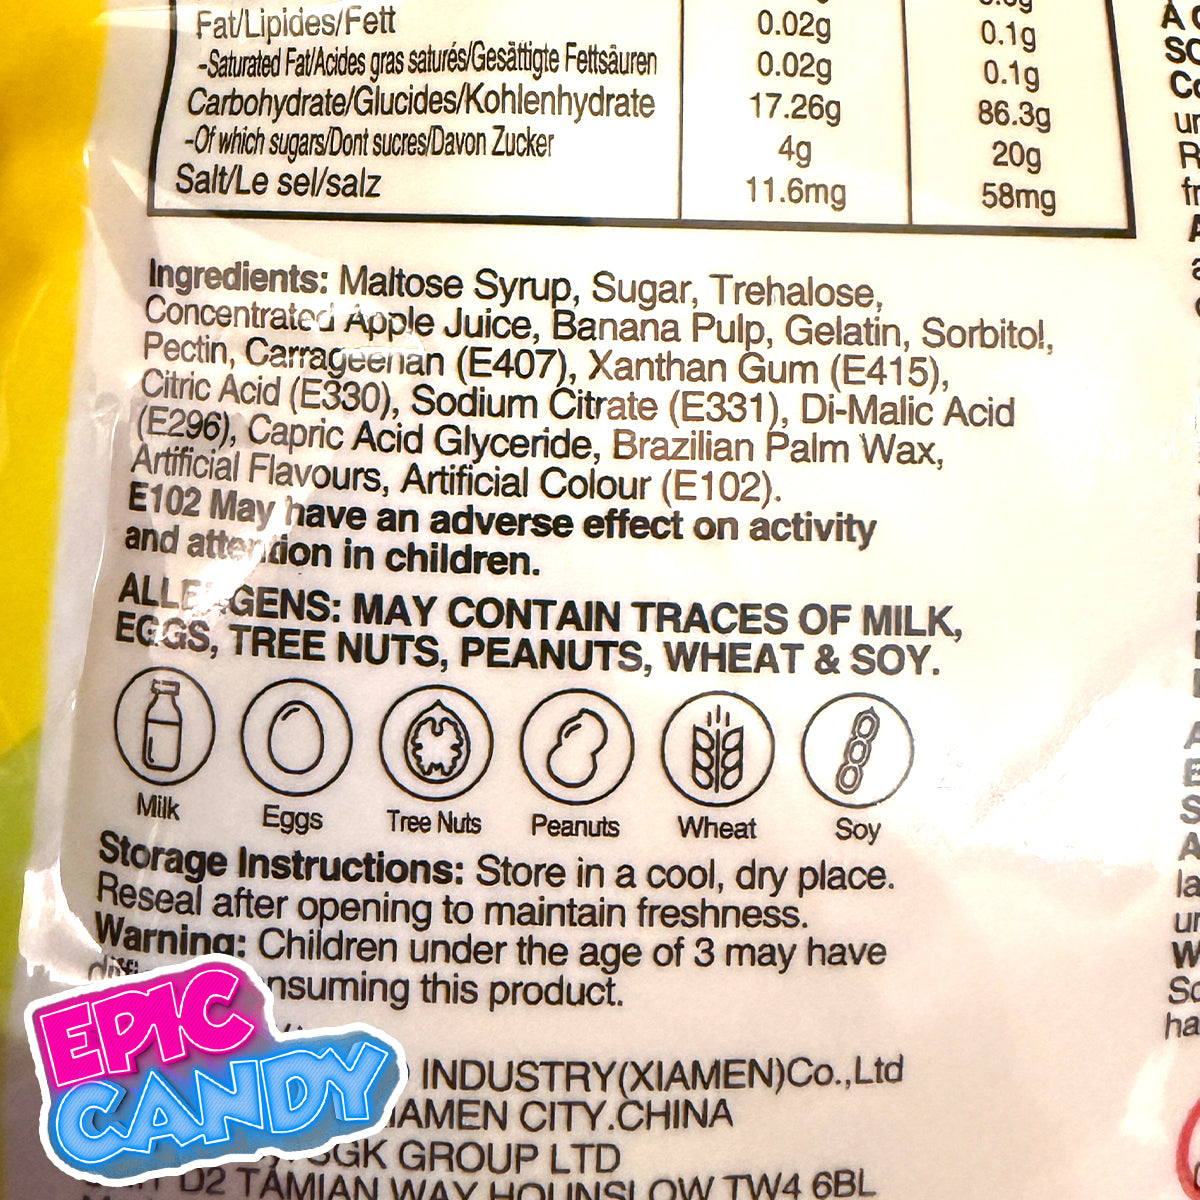 Fat/Lipides/Fett 0.02g 0.1g
-Saturated Fat/Acides gras saturés/Gesättigte Fettsäuren 0.02g 0.1g
Carbohydrate/Glucides/Kohlenhydrate 17.26g 86.3g
-Of which sugars/Dont sucres/Davon Zucker 4g 20g
Salt/Le sel/salz 11.6mg 58mg
Ingredients: Maltose Syrup, Sugar, Trehalose,
Concentrated Apple Juice, Banana Pulp, Gelatin, Sorbitol,
Pectin, Carrageenan (E407), Xanthan Gum (E415),
Citric Acid (E330), Sodium Citrate (E331), Di-Malic Acid
(E296), Capric Acid Glyceride, Brazilian Palm Wax,
Artificial Flavours, Artificial Colour (E102).
E102 May have an adverse effect on activity
and attention in children.
ALLERGENS: MAY CONTAIN TRACES OF MILK,
EGGS, TREE NUTS, PEANUTS, WHEAT & SOY.
Milk Eggs Tree Nuts Peanuts Wheat Soy
Storage Instructions: Store in a cool, dry place.
Reseal after opening to maintain freshness.
Warning: Children under the age of 3 may have
this product.
INDUSTRY(XIAMEN)Co.,Ltd
CITY.CHINA
GROUP LTD
D2 TAMIAN WAY HOUNSLOW TW4 6BL
EPIC
CANDY